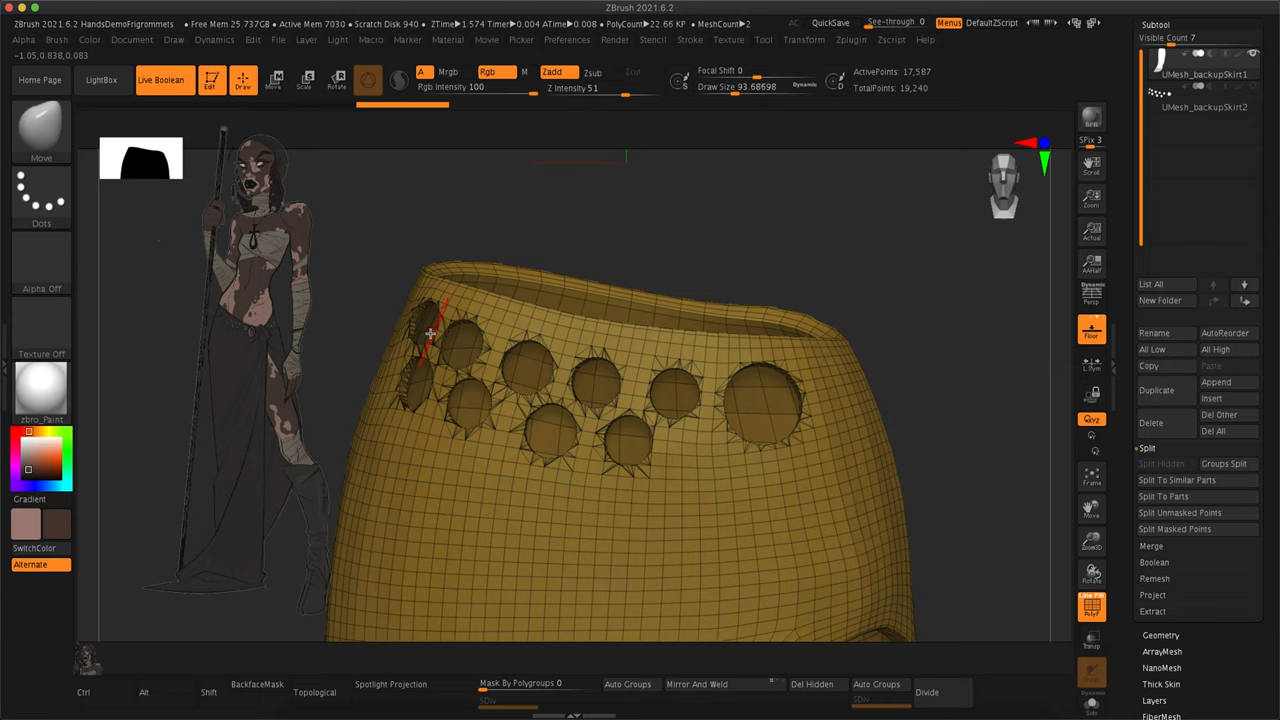 ZBrush 2021.6.2
ZBrush 2021.6.2 HandsDemoFrigrommets • Free Mem 25.737GB • Active Mem 7030 • Scratch Disk 940 • ZTime▶1.574 Timer▶0.004 ATime▶0.008 • PolyCount▶22.66 KP • MeshCount▶2 AC QuickSave See-through 0 Menus DefaultZScript
Alpha Brush Color Document Draw Dynamics Edit File Layer Light Macro Marker Material Movie Picker Preferences Render Stencil Stroke Texture Tool Transform Zplugin Zscript Help
-1.05,0.838,0.083
Home Page LightBox Live Boolean Edit Draw Move Scale Rotate
A Mrgb Rgb M Zadd Zsub Zcut
Rgb Intensity 100 Z Intensity 51
S Focal Shift 0
Draw Size 93.68698 Dynamic D
ActivePoints: 17,587
TotalPoints: 19,240
Move
Dots
Alpha Off
Texture Off
zbro_Paint
Gradient
SwitchColor
Alternate
BPR
SPix 3
Scroll
Zoom
Actual
AAHalf
Dynamic
Persp
Floor
L.Sym
Qxyz
Frame
Move
Zoom3D
Rotate
Line Fill
PolyF
Transp
Dynamic
Solo
Subtool
Visible Count 7
UMesh_backupSkirt1
UMesh_backupSkirt2
List All
New Folder
Rename AutoReorder
All Low All High
Copy Paste
Duplicate Append
Insert
Delete Del Other
Del All
Split
Split Hidden Groups Split
Split To Similar Parts
Split To Parts
Split Unmasked Points
Split Masked Points
Merge
Boolean
Remesh
Project
Extract
Geometry
ArrayMesh
NanoMesh
Thick Skin
Layers
FiberMesh
Ctrl Alt Shift BackfaceMask Topological Spotlight Projection Mask By Polygroups 0 SDiv Auto Groups Mirror And Weld Del Hidden Auto Groups SDiv Divide